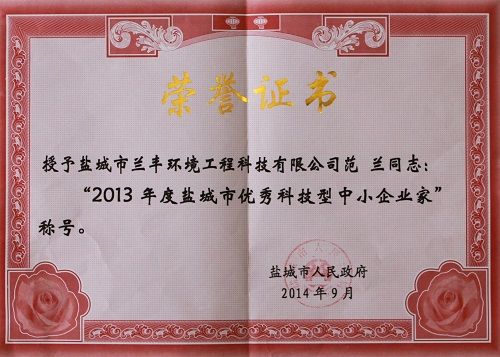 荣誉证书
授予盐城市兰丰环境工程科技有限公司范 兰同志：
“2013 年度盐城市优秀科技型中小企业家”
称号。
盐城市人民政府
2014 年 9 月